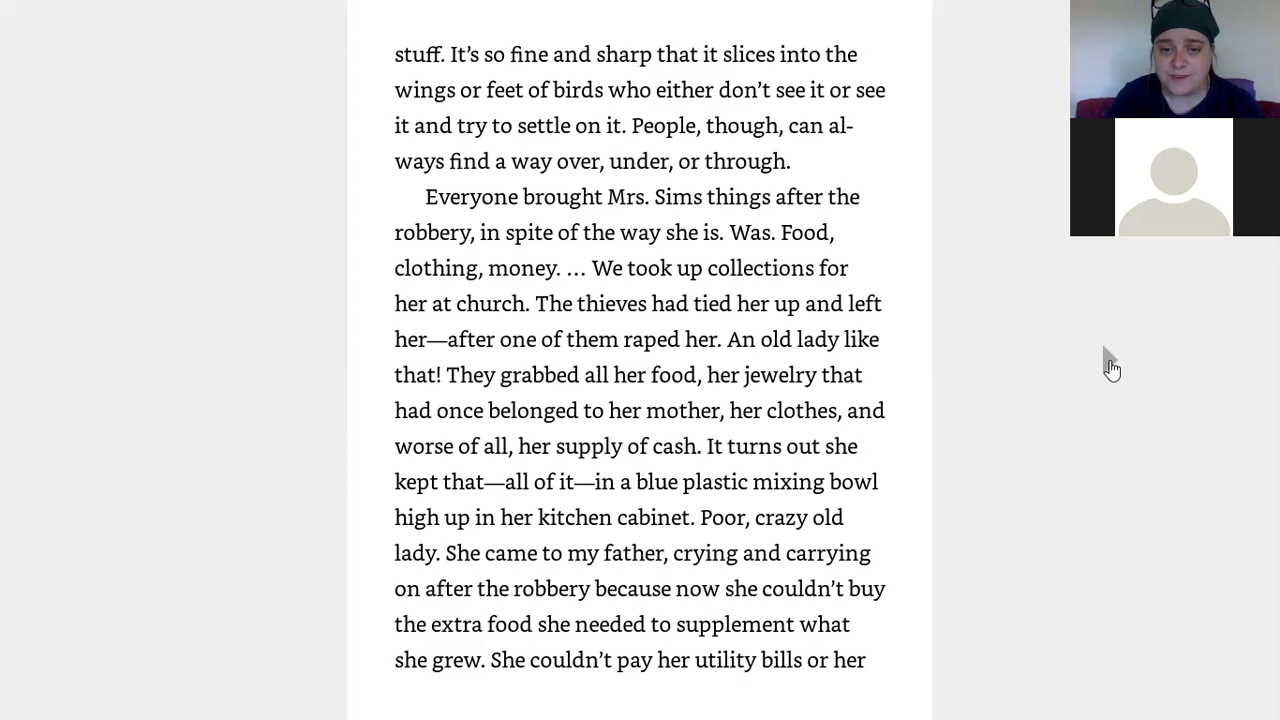 stuff. It’s so fine and sharp that it slices into the
wings or feet of birds who either don’t see it or see
it and try to settle on it. People, though, can al-
ways find a way over, under, or through.
Everyone brought Mrs. Sims things after the
robbery, in spite of the way she is. Was. Food,
clothing, money. … We took up collections for
her at church. The thieves had tied her up and left
her—after one of them raped her. An old lady like
that! They grabbed all her food, her jewelry that
had once belonged to her mother, her clothes, and
worse of all, her supply of cash. It turns out she
kept that—all of it—in a blue plastic mixing bowl
high up in her kitchen cabinet. Poor, crazy old
lady. She came to my father, crying and carrying
on after the robbery because now she couldn’t buy
the extra food she needed to supplement what
she grew. She couldn’t pay her utility bills or her